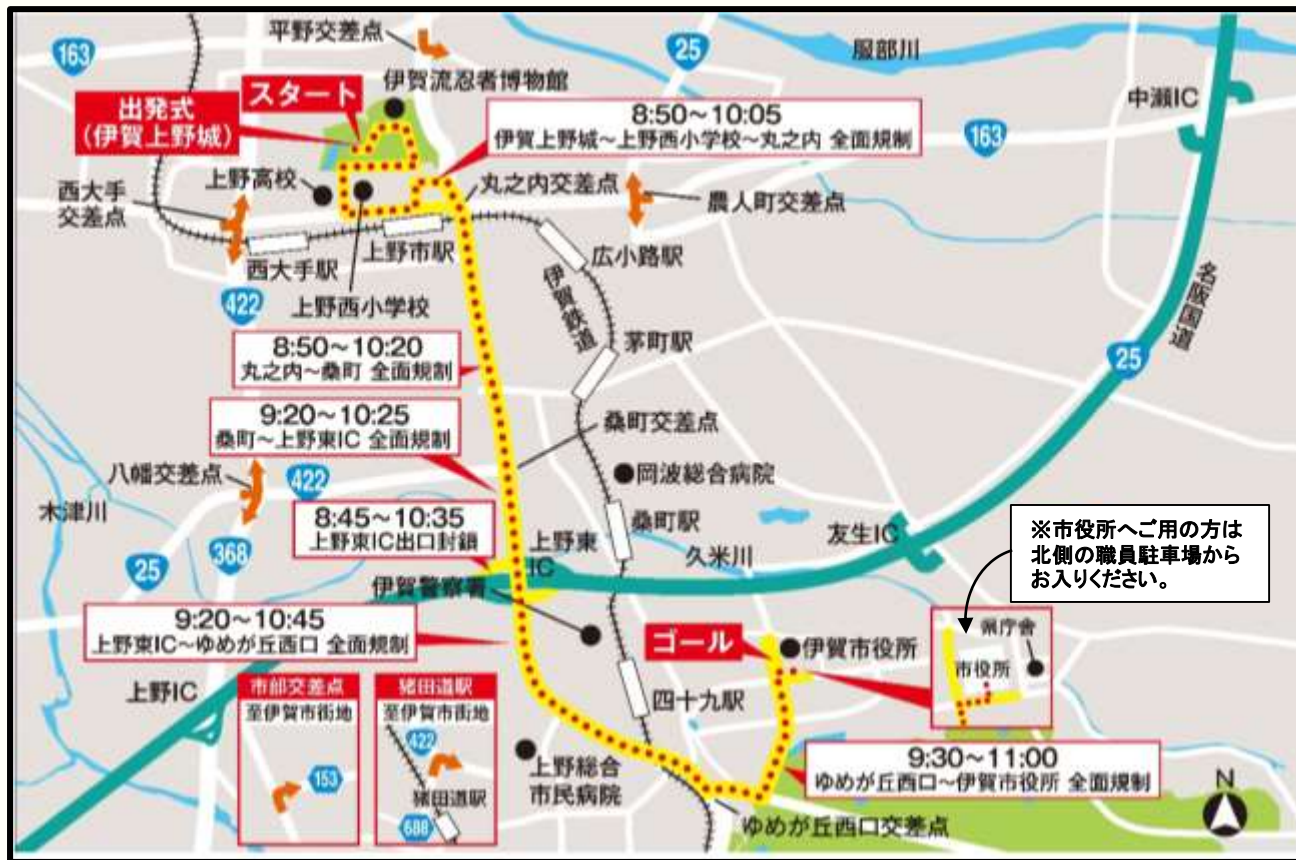 平野交差点
163
25
服部川
伊賀流忍者博物館
スタート
出発式
(伊賀上野城)
8:50～10:05
伊賀上野城～上野西小学校～丸之内 全面規制
中瀬IC
163
上野高校
丸之内交差点
西大手
交差点
農人町交差点
上野市駅
西大手駅
広小路駅
伊賀鉄道
名阪国道
422
上野西小学校
8:50～10:20
丸之内～桑町 全面規制
茅町駅
25
9:20～10:25
桑町～上野東IC 全面規制
桑町交差点
八幡交差点
422
岡波総合病院
木津川
8:45～10:35
上野東IC出口封鎖
上野東
IC
桑町駅
久米川
友生IC
※市役所へご用の方は
北側の職員駐車場から
お入りください。
368
25
伊賀警察署
9:20～10:45
上野東IC～ゆめが丘西口 全面規制
ゴール
伊賀市役所
県庁舎
市役所
上野IC
市部交差点
至伊賀市街地
153
猪田道駅
至伊賀市街地
422
猪田道駅
688
四十九駅
上野総合
市民病院
9:30～11:00
ゆめが丘西口～伊賀市役所 全面規制
N
ゆめが丘西口交差点